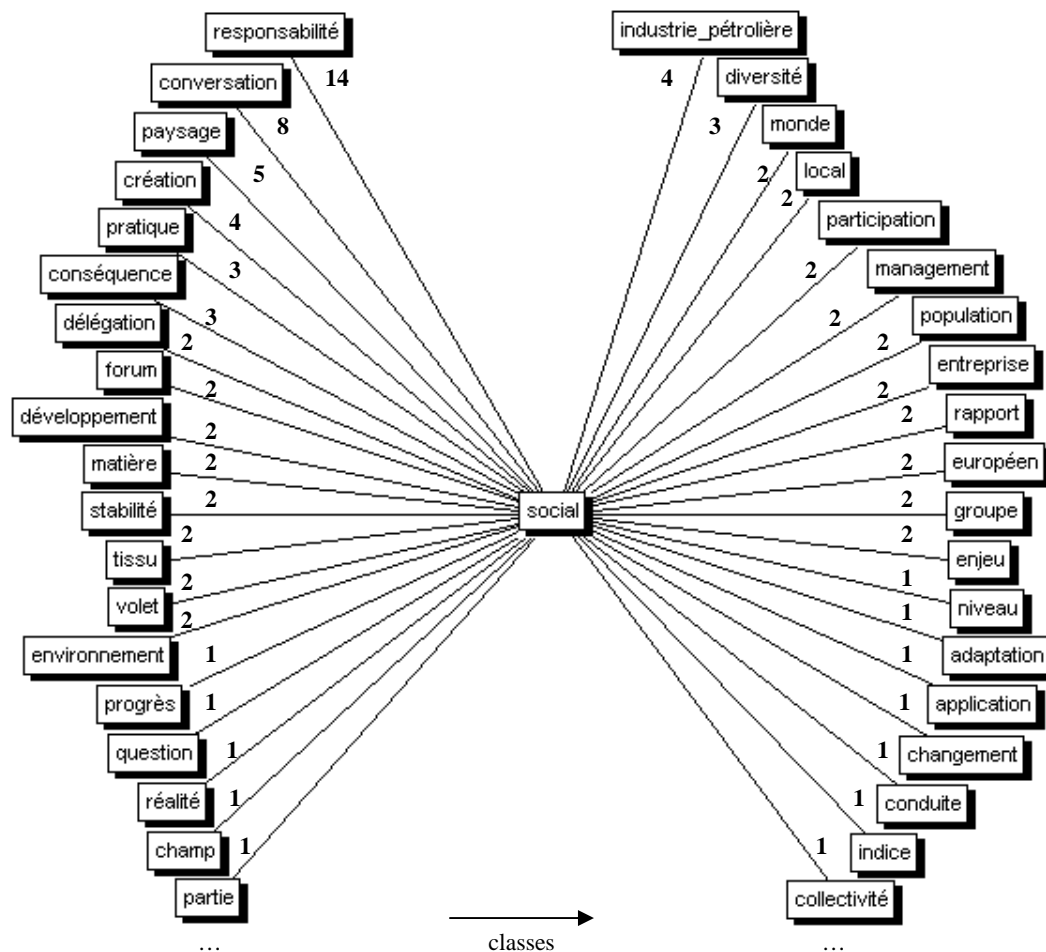 responsabilité
industrie_pétrolière
14
4
conversation
diversité
8
3
paysage
monde
5
2
création
local
4
2
pratique
participation
3
2
conséquence
management
3
2
délégation
population
2
2
forum
entreprise
2
2
développement
rapport
2
2
matière
européen
2
2
stabilité
social
groupe
2
2
tissu
enjeu
2
2
volet
niveau
2
1
environnement
adaptation
2
1
progrès
application
1
1
question
changement
1
1
réalité
conduite
1
1
champ
indice
1
1
partie
collectivité
1
1
…
classes
…